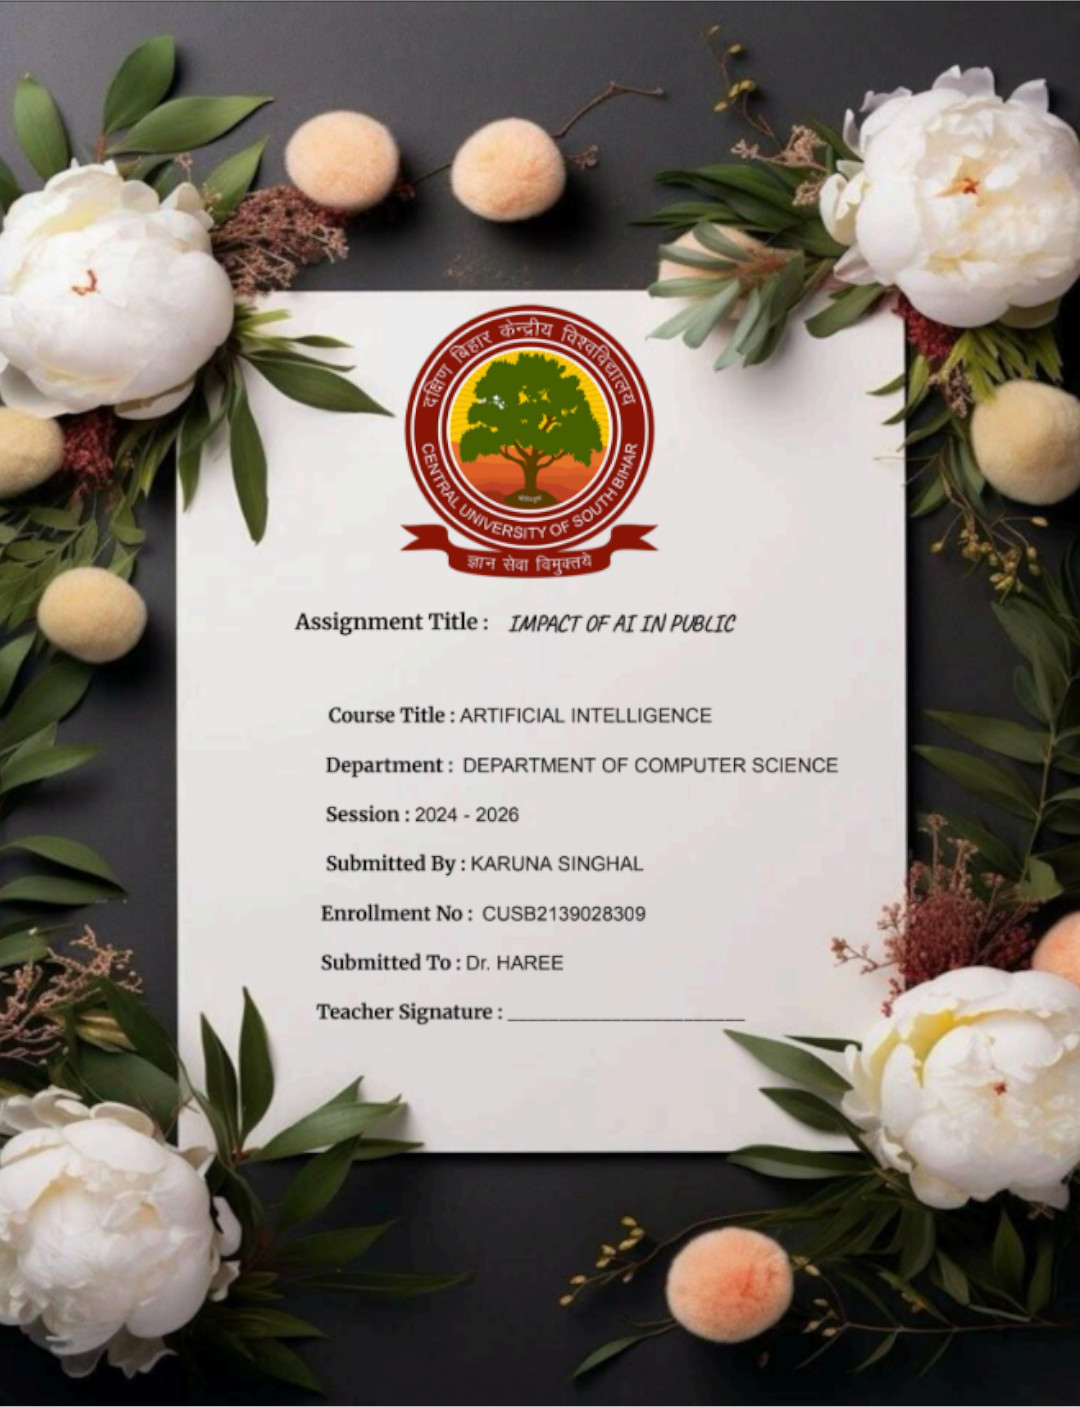 दक्षिण बिहार केन्द्रीय विश्वविद्यालय
CENTRAL UNIVERSITY OF SOUTH BIHAR
ज्ञान सेवा विमुक्तये
Assignment Title : IMPACT OF AI IN PUBLIC
Course Title : ARTIFICIAL INTELLIGENCE
Department : DEPARTMENT OF COMPUTER SCIENCE
Session : 2024 - 2026
Submitted By : KARUNA SINGHAL
Enrollment No : CUSB2139028309
Submitted To : Dr. HAREE
Teacher Signature : ______________________